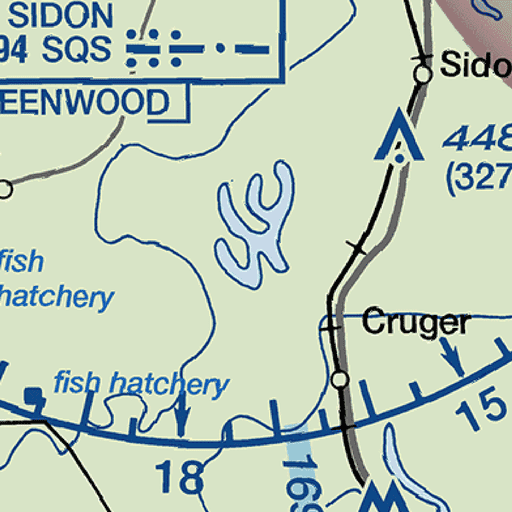 SIDON
94 SQS
EENWOOD
Sido
448
(327
fish
hatchery
Cruger
fish hatchery
15
18
169